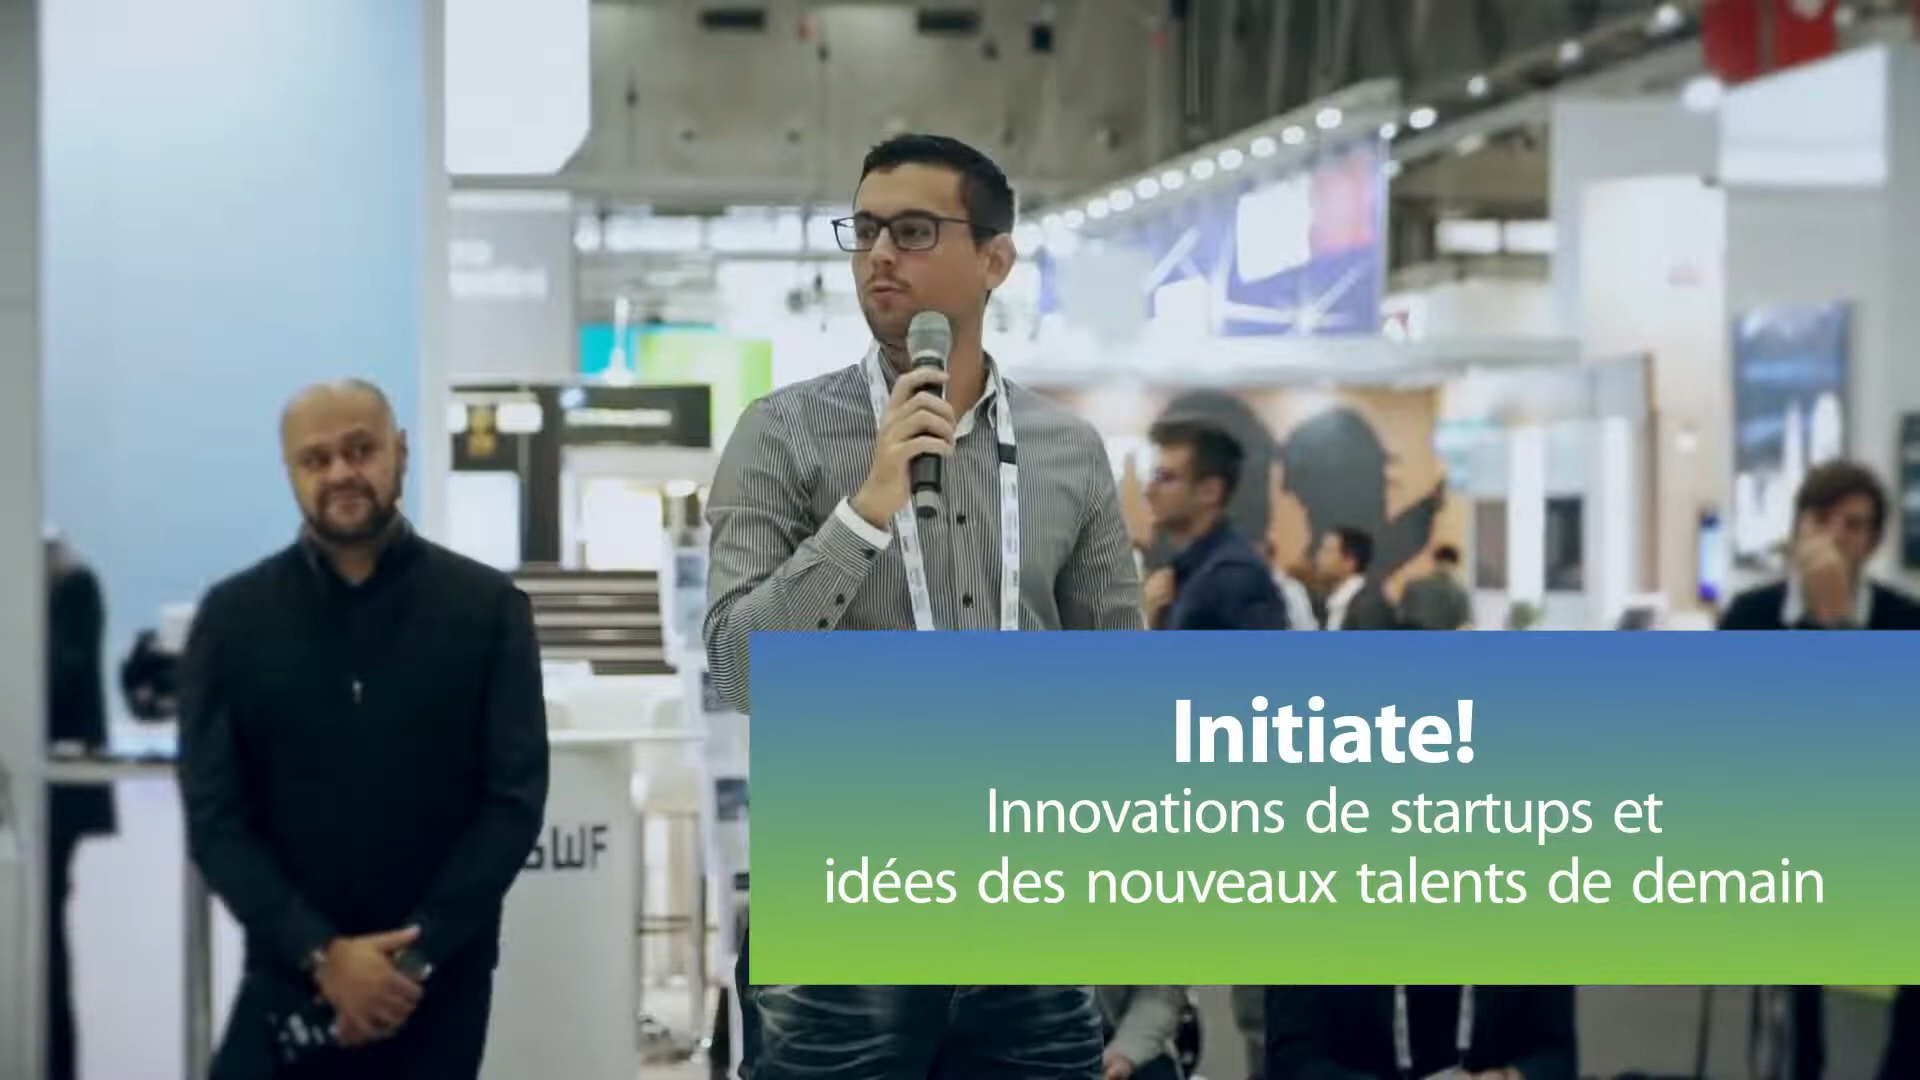 Initiate!
Innovations de startups et
idées des nouveaux talents de demain